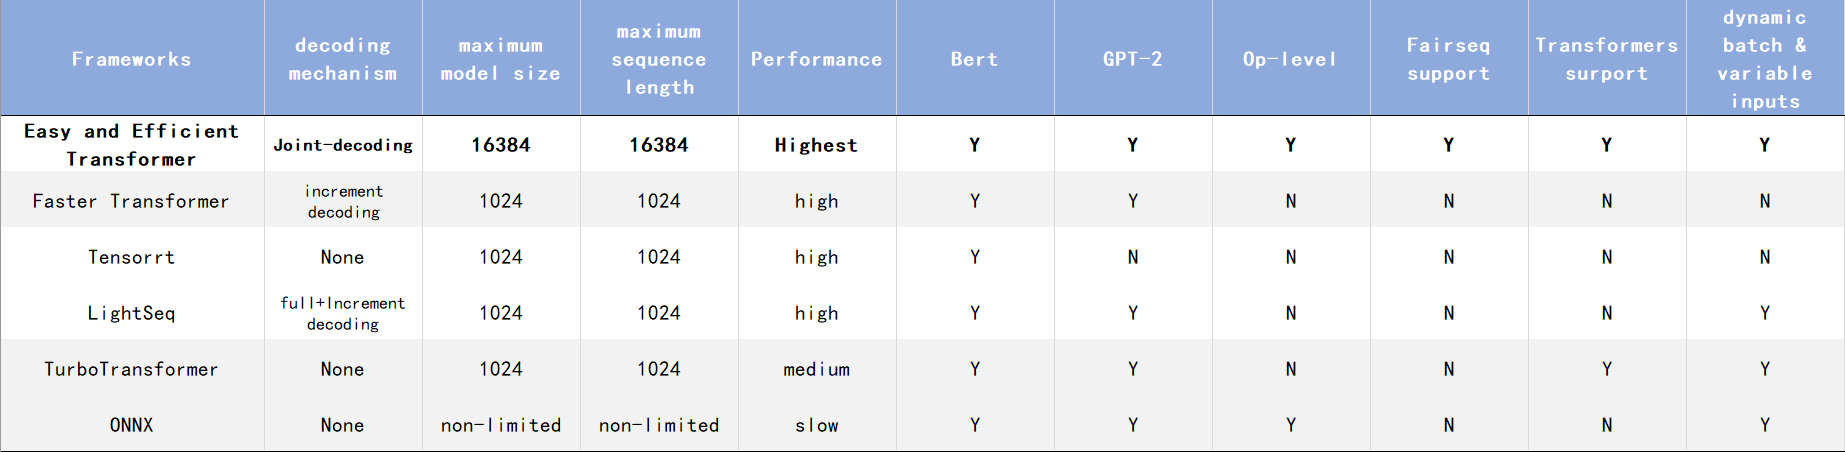 Frameworks
decoding
mechanism
maximum
model size
maximum
sequence
length
Performance
Bert
GPT-2
Op-level
Fairseq
support
Transformers
surport
dynamic
batch &
variable
inputs
Easy and Efficient
Transformer
Joint-decoding
16384
16384
Highest
Y
Y
Y
Y
Y
Y
Faster Transformer
increment
decoding
1024
1024
high
Y
Y
N
N
N
N
Tensorrt
None
1024
1024
high
Y
N
N
N
N
N
LightSeq
full+Increment
decoding
1024
1024
high
Y
Y
N
N
N
Y
TurboTransformer
None
1024
1024
medium
Y
Y
N
N
Y
Y
ONNX
None
non-limited
non-limited
slow
Y
Y
Y
N
N
Y